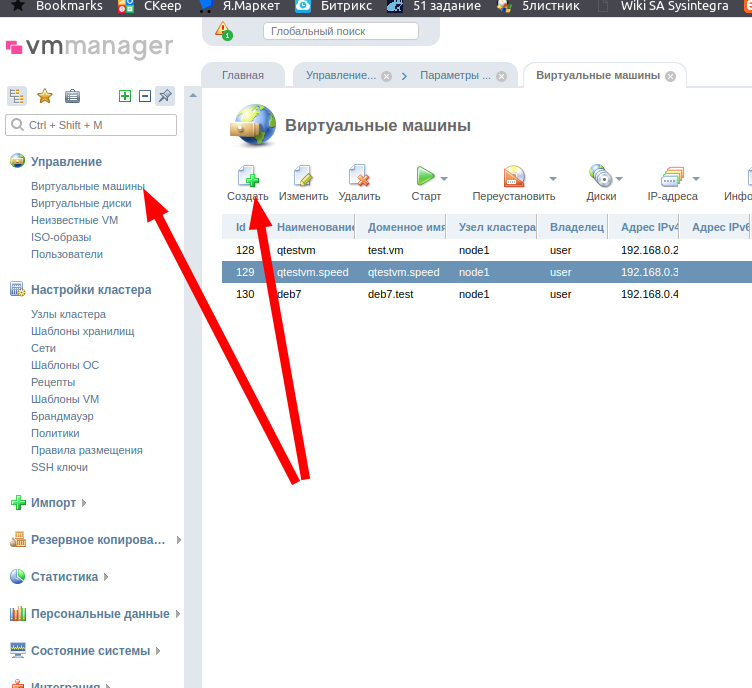 Bookmarks СКеер Я.Маркет Битрикс 51 задание 5листник Wiki SA Sysintegra
1
Глобальный поиск
vmmanager
Главная Управление... Параметры ... Виртуальные машины
Ctrl + Shift + M
Виртуальные машины
Управление
Виртуальные машины
Виртуальные диски
Неизвестные VM
ISO-образы
Пользователи
Настройки кластера
Узлы кластера
Шаблоны хранилищ
Сети
Шаблоны ОС
Рецепты
Шаблоны VM
Брандмауэр
Политики
Правила размещения
SSH ключи
Импорт
Резервное копирова...
Статистика
Персональные данные
Состояние системы
Интеграция
Создать Изменить Удалить Старт Переустановить Диски IP-адреса Инфо
Id Наименование Доменное имя Узел кластера Владелец Адрес IPv4 Адрес IPv6
128 qtestvm test.vm node1 user 192.168.0.2
129 qtestvm.speed qtestvm.speed node1 user 192.168.0.3
130 deb7 deb7.test node1 user 192.168.0.4